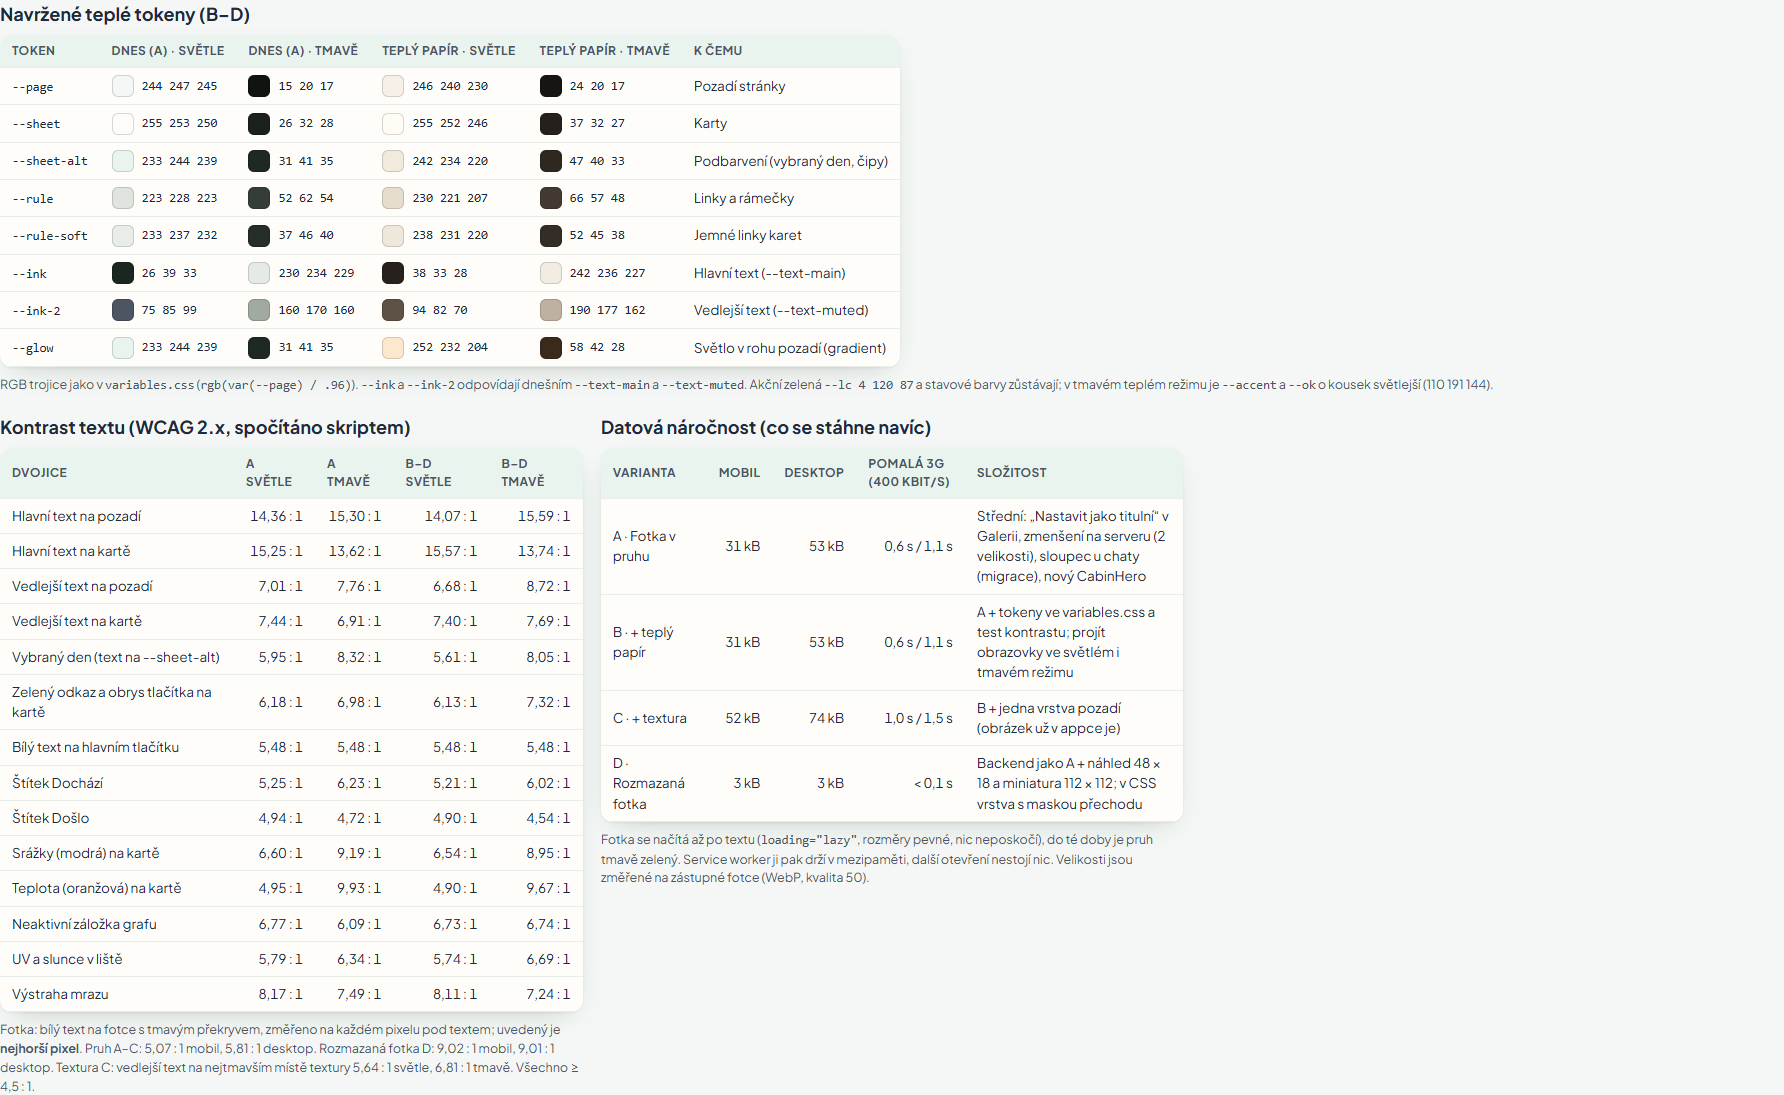 Navržené teplé tokeny (B–D)
TOKEN DNES (A) · SVĚTLE DNES (A) · TMAVĚ TEPLÝ PAPÍR · SVĚTLE TEPLÝ PAPÍR · TMAVĚ K ČEMU
--page 244 247 245 15 20 17 246 240 230 24 20 17 Pozadí stránky
--sheet 255 253 250 26 32 28 255 252 246 37 32 27 Karty
--sheet-alt 233 244 239 31 41 35 242 234 220 47 40 33 Podbarvení (vybraný den, čipy)
--rule 223 228 223 52 62 54 230 221 207 66 57 48 Linky a rámečky
--rule-soft 233 237 232 37 46 40 238 231 220 52 45 38 Jemné linky karet
--ink 26 39 33 230 234 229 38 33 28 242 236 227 Hlavní text (--text-main)
--ink-2 75 85 99 160 170 160 94 82 70 190 177 162 Vedlejší text (--text-muted)
--glow 233 244 239 31 41 35 252 232 204 58 42 28 Světlo v rohu pozadí (gradient)
RGB trojice jako v variables.css (rgb(var(--page) / .96)). --ink a --ink-2 odpovídají dnešním --text-main a --text-muted. Akční zelená --lc 4 120 87 a stavové barvy zůstávají; v tmavém teplém režimu je --accent a --ok o kousek světlejší (110 191 144).
Kontrast textu (WCAG 2.x, spočítáno skriptem)
DVOJICE A SVĚTLE A TMAVĚ B–D SVĚTLE B–D TMAVĚ
Hlavní text na pozadí 14,36 : 1 15,30 : 1 14,07 : 1 15,59 : 1
Hlavní text na kartě 15,25 : 1 13,62 : 1 15,57 : 1 13,74 : 1
Vedlejší text na pozadí 7,01 : 1 7,76 : 1 6,68 : 1 8,72 : 1
Vedlejší text na kartě 7,44 : 1 6,91 : 1 7,40 : 1 7,69 : 1
Vybraný den (text na --sheet-alt) 5,95 : 1 8,32 : 1 5,61 : 1 8,05 : 1
Zelený odkaz a obrys tlačítka na
kartě 6,18 : 1 6,98 : 1 6,13 : 1 7,32 : 1
Bílý text na hlavním tlačítku 5,48 : 1 5,48 : 1 5,48 : 1 5,48 : 1
Štítek Dochází 5,25 : 1 6,23 : 1 5,21 : 1 6,02 : 1
Štítek Došlo 4,94 : 1 4,72 : 1 4,90 : 1 4,54 : 1
Srážky (modrá) na kartě 6,60 : 1 9,19 : 1 6,54 : 1 8,95 : 1
Teplota (oranžová) na kartě 4,95 : 1 9,93 : 1 4,90 : 1 9,67 : 1
Neaktivní záložka grafu 6,77 : 1 6,09 : 1 6,73 : 1 6,74 : 1
UV a slunce v liště 5,79 : 1 6,34 : 1 5,74 : 1 6,69 : 1
Výstraha mrazu 8,17 : 1 7,49 : 1 8,11 : 1 7,24 : 1
Fotka: bílý text na fotce s tmavým překryvem, změřeno na každém pixelu pod textem; uvedený je
nejhorší pixel. Pruh A–C: 5,07 : 1 mobil, 5,81 : 1 desktop. Rozmazaná fotka D: 9,02 : 1 mobil, 9,01 : 1
desktop. Textura C: vedlejší text na nejtmavším místě textury 5,64 : 1 světle, 6,81 : 1 tmavě. Všechno ≥
4,5 : 1.
Datová náročnost (co se stáhne navíc)
VARIANTA MOBIL DESKTOP POMALÁ 3G (400 KBIT/S) SLOŽITOST
A · Fotka v
pruhu 31 kB 53 kB 0,6 s / 1,1 s
Střední: „Nastavit jako titulní“ v
Galerii, zmenšení na serveru (2
velikosti), sloupec u chaty
(migrace), nový CabinHero
B · + teplý
papír 31 kB 53 kB 0,6 s / 1,1 s
A + tokeny ve variables.css a
test kontrastu; projít
obrazovky ve světlém i
tmavém režimu
C · + textura 52 kB 74 kB 1,0 s / 1,5 s
B + jedna vrstva pozadí
(obrázek už v appce je)
D ·
Rozmazaná
fotka 3 kB 3 kB < 0,1 s
Backend jako A + náhled 48 ×
18 a miniatura 112 × 112; v CSS
vrstva s maskou přechodu
Fotka se načítá až po textu (loading="lazy", rozměry pevné, nic neposkočí), do té doby je pruh
tmavě zelený. Service worker ji pak drží v mezipaměti, další otevření nestojí nic. Velikosti jsou
změřené na zástupné fotce (WebP, kvalita 50).